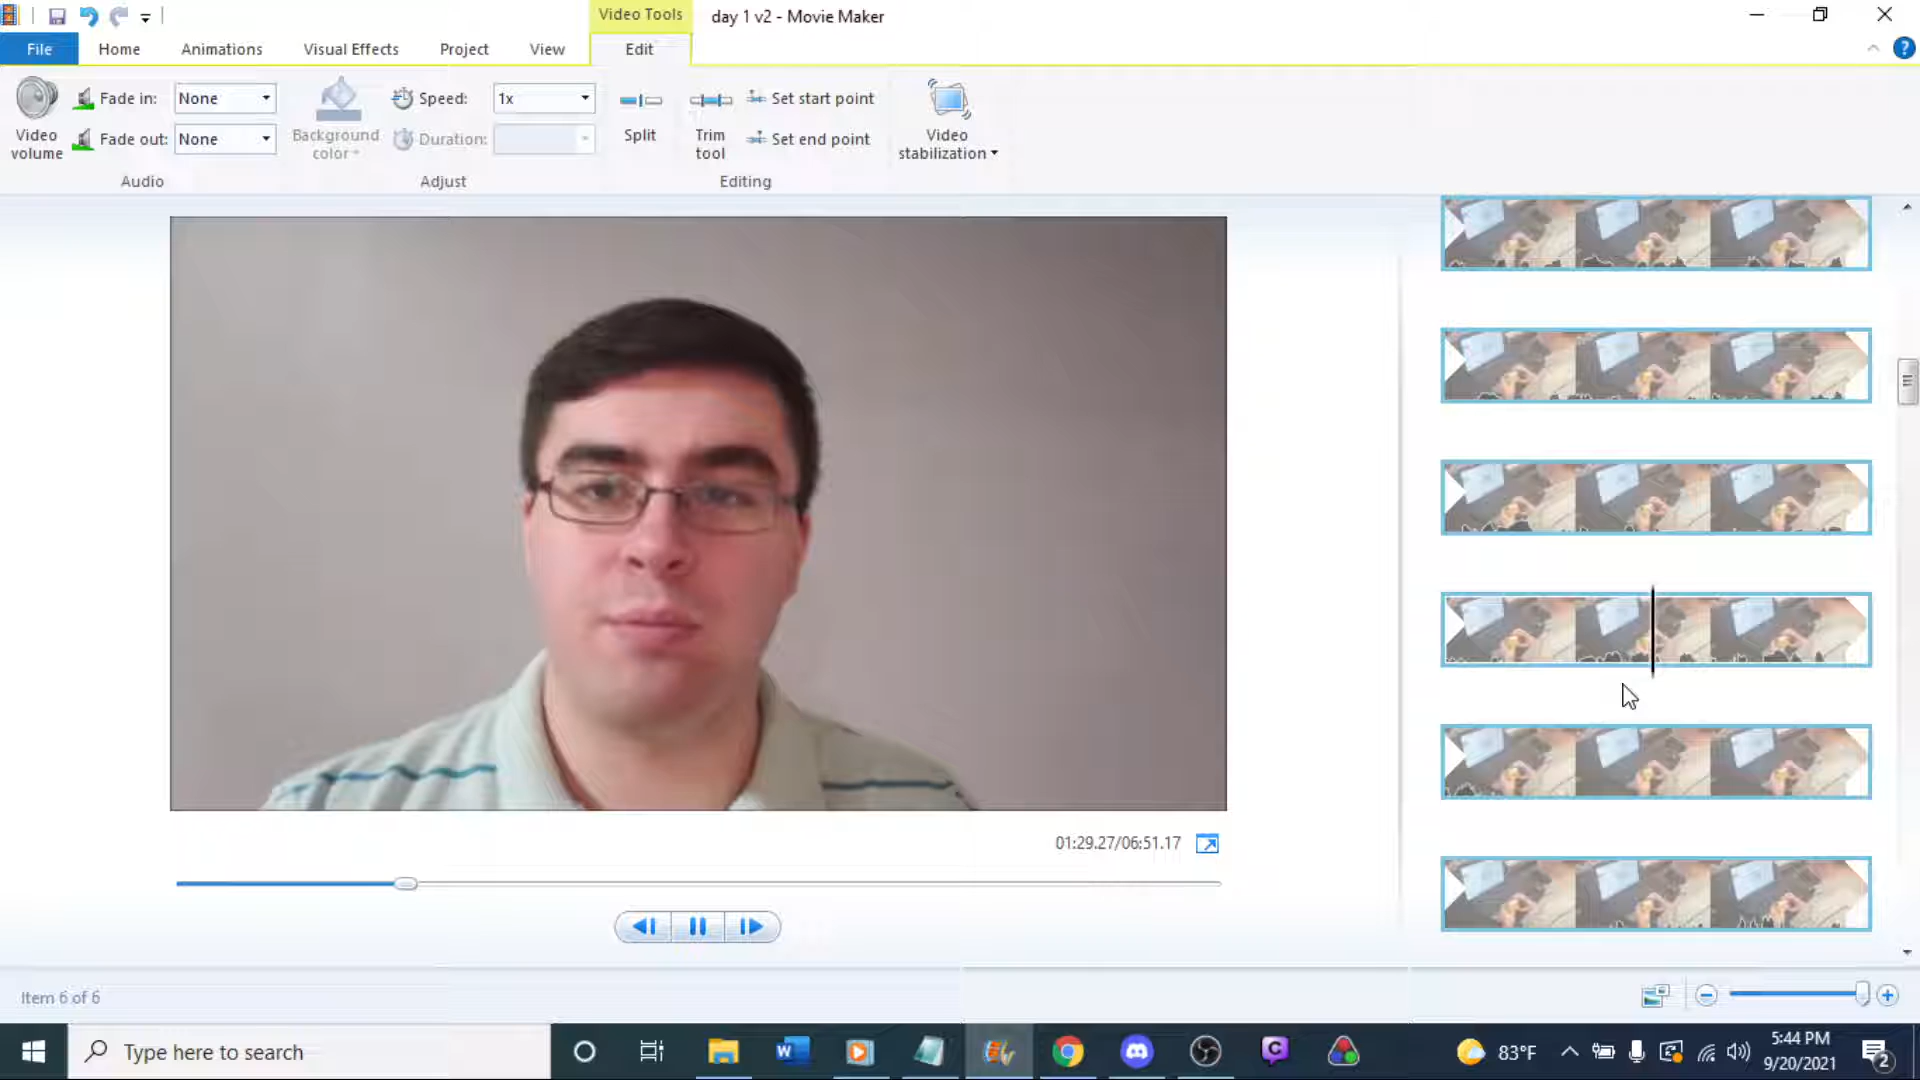 Video Tools
day 1 v2 - Movie Maker
File
Home
Animations
Visual Effects
Project
View
Edit
Video volume
Fade in:
None
Fade out:
None
Audio
Background color
Speed:
1x
Duration:
Adjust
Split
Trim tool
Set start point
Set end point
Editing
Video stabilization
01:29.27/06:51.17
Item 6 of 6
Type here to search
83°F
5:44 PM
9/20/2021
2